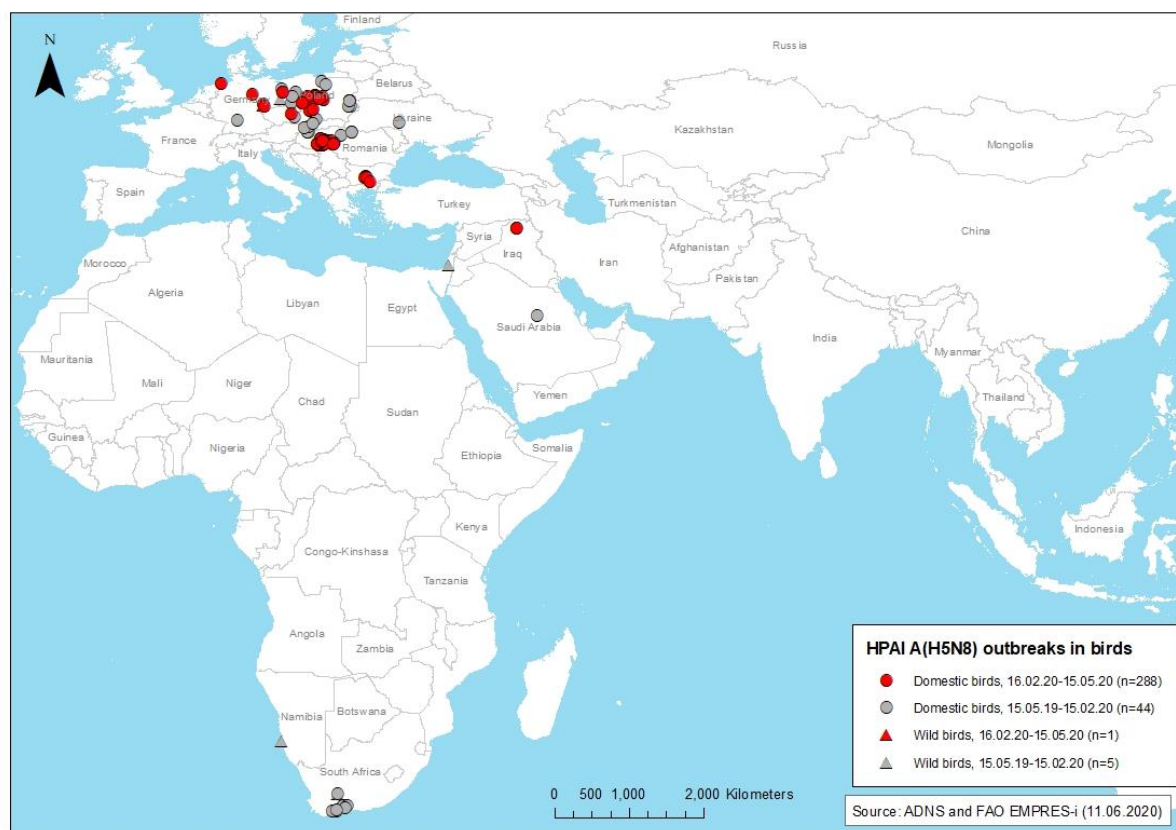 Finland
Russia
N
Belarus
Germany
Poland
Ukraine
Kazakhstan
Mongolia
France
Italy
Romania
Spain
Turkey
Turkmenistan
China
Syria
Afghanistan
Iraq
Iran
Morocco
Pakistan
Algeria
Libyan
Egypt
Saudi Arabia
India
Mauritania
Myanmar
Mali
Niger
Chad
Sudan
Yemen
Thailand
Guinea
Nigeria
Ethiopia
Somalia
Kenya
Indonesia
Congo-Kinshasa
Tanzania
Angola
Zambia
Namibia
Botswana
South Africa
HPAI A(H5N8) outbreaks in birds
Domestic birds, 16.02.20-15.05.20 (n=288)
Domestic birds, 15.05.19-15.02.20 (n=44)
Wild birds, 16.02.20-15.05.20 (n=1)
Wild birds, 15.05.19-15.02.20 (n=5)
0 500 1,000 2,000 Kilometers
Source: ADNS and FAO EMPRES-i (11.06.2020)